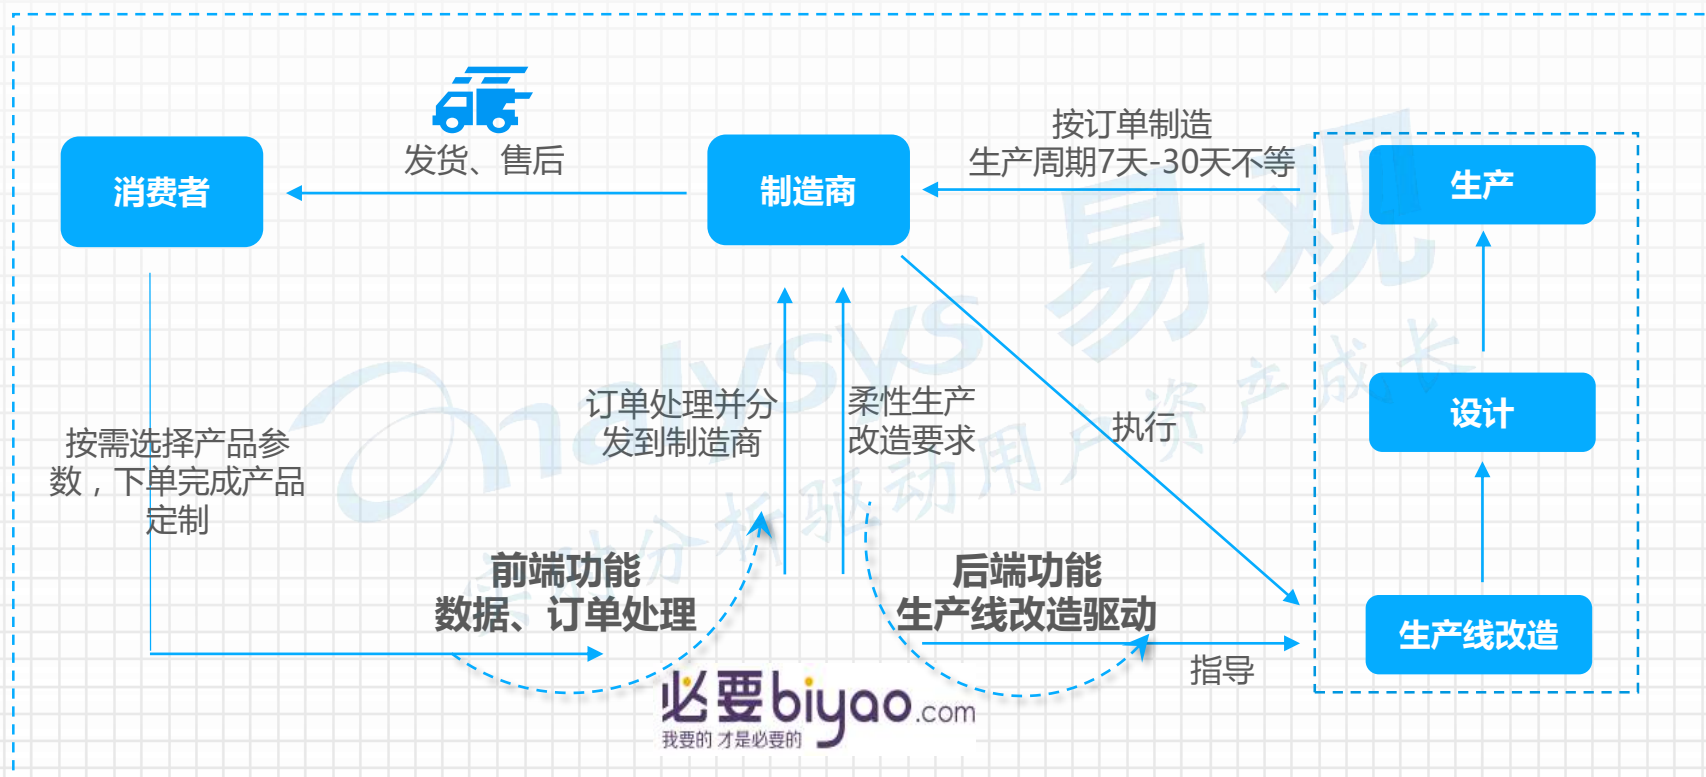 发货、售后
按订单制造
生产周期7天-30天不等
消费者
制造商
生产
订单处理并分
发到制造商
柔性生产
改造要求
执行
设计
按需选择产品参
数，下单完成产品
定制
前端功能
数据、订单处理
后端功能
生产线改造驱动
生产线改造
指导
必要biyao.com
我要的 才是必要的
analysys 易观
实时分析驱动用户资产成长